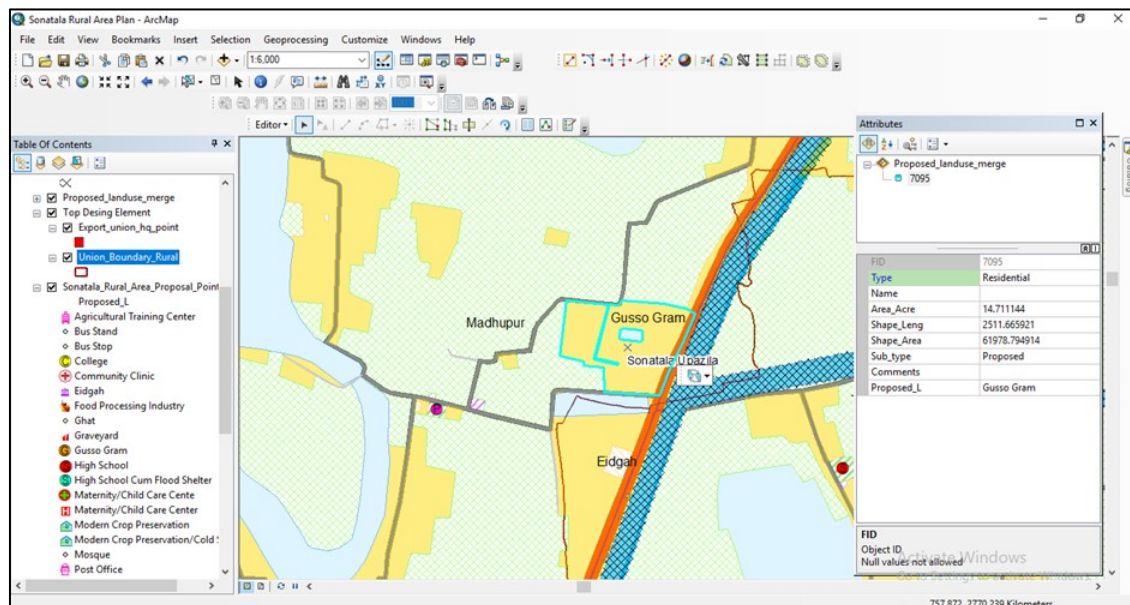 Sonatala Rural Area Plan - ArcMap
File Edit View Bookmarks Insert Selection Geoprocessing Customize Windows Help
1:6,000
Editor
Table Of Contents
Proposed_landuse_merge
Top Desing Element
Export_union_hq_point
Union_Boundary_Rural
Sonatala_Rural_Area_Proposal_Point
Proposed_L
Agricultural Training Center
Bus Stand
Bus Stop
College
Community Clinic
Eidgah
Food Processing Industry
Ghat
Graveyard
Gusso Gram
High School
High School Cum Flood Shelter
Maternity/Child Care Cente
Maternity/Child Care Center
Modern Crop Preservation
Modern Crop Preservation/Cold S
Mosque
Post Office
Madhupur
Gusso Gram
Sonatala Upazila
Eidgah
Attributes
Proposed_landuse_merge
7095
FID 7095
Type Residential
Name
Area_Acre 14.711144
Shape_Leng 2511.665921
Shape_Area 61978.794914
Sub_type Proposed
Comments
Proposed_L Gusso Gram
FID
Object ID
Null values not allowed
Activate Windows
Go to Settings to activate Windows.
757.872 2770.239 Kilometers